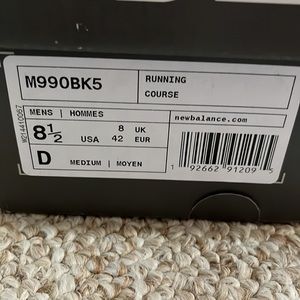 M990BK5
RUNNING
COURSE
MENS | HOMMES
newbalance.com
8½ 8 UK
USA 42 EUR
D MEDIUM | MOYEN
1 92662 91209 5